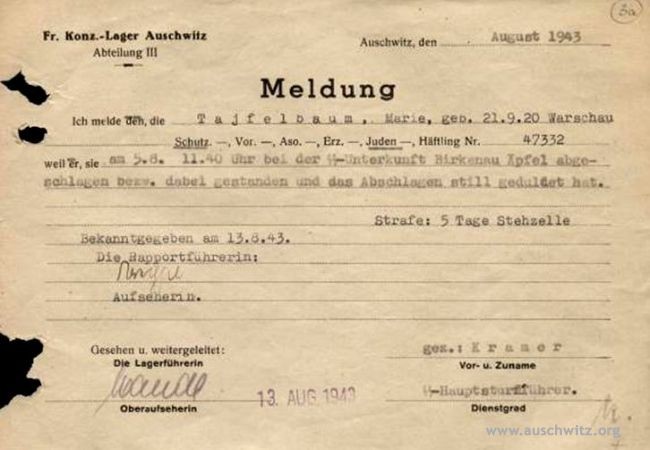 3a
Fr. Konz.-Lager Auschwitz
Abteilung III
Auschwitz, den August 1943
Meldung
Ich melde den, die Tajfelbaum, Marie, geb. 21.9.20 Warschau
Schutz. —, Vor. —, Aso. —, Erz. —, Juden —, Häftling Nr. 47332
weil er, sie am 5.8. 11.40 Uhr bei der SS-Unterkunft Birkenau Äpfel abge-
schlagen bezw. dabei gestanden und das Abschlagen still geduldet hat.
Strafe: 5 Tage Stehzelle
Bekanntgegeben am 13.8.43.
Die Rapportführerin:
Aufseherin.
Gesehen u. weitergeleitet:
Die Lagerführerin
gez.: Kramer
Vor- u. Zuname
Oberaufseherin
13. AUG 1943
SS-Hauptsturmführer.
Dienstgrad
www.auschwitz.org